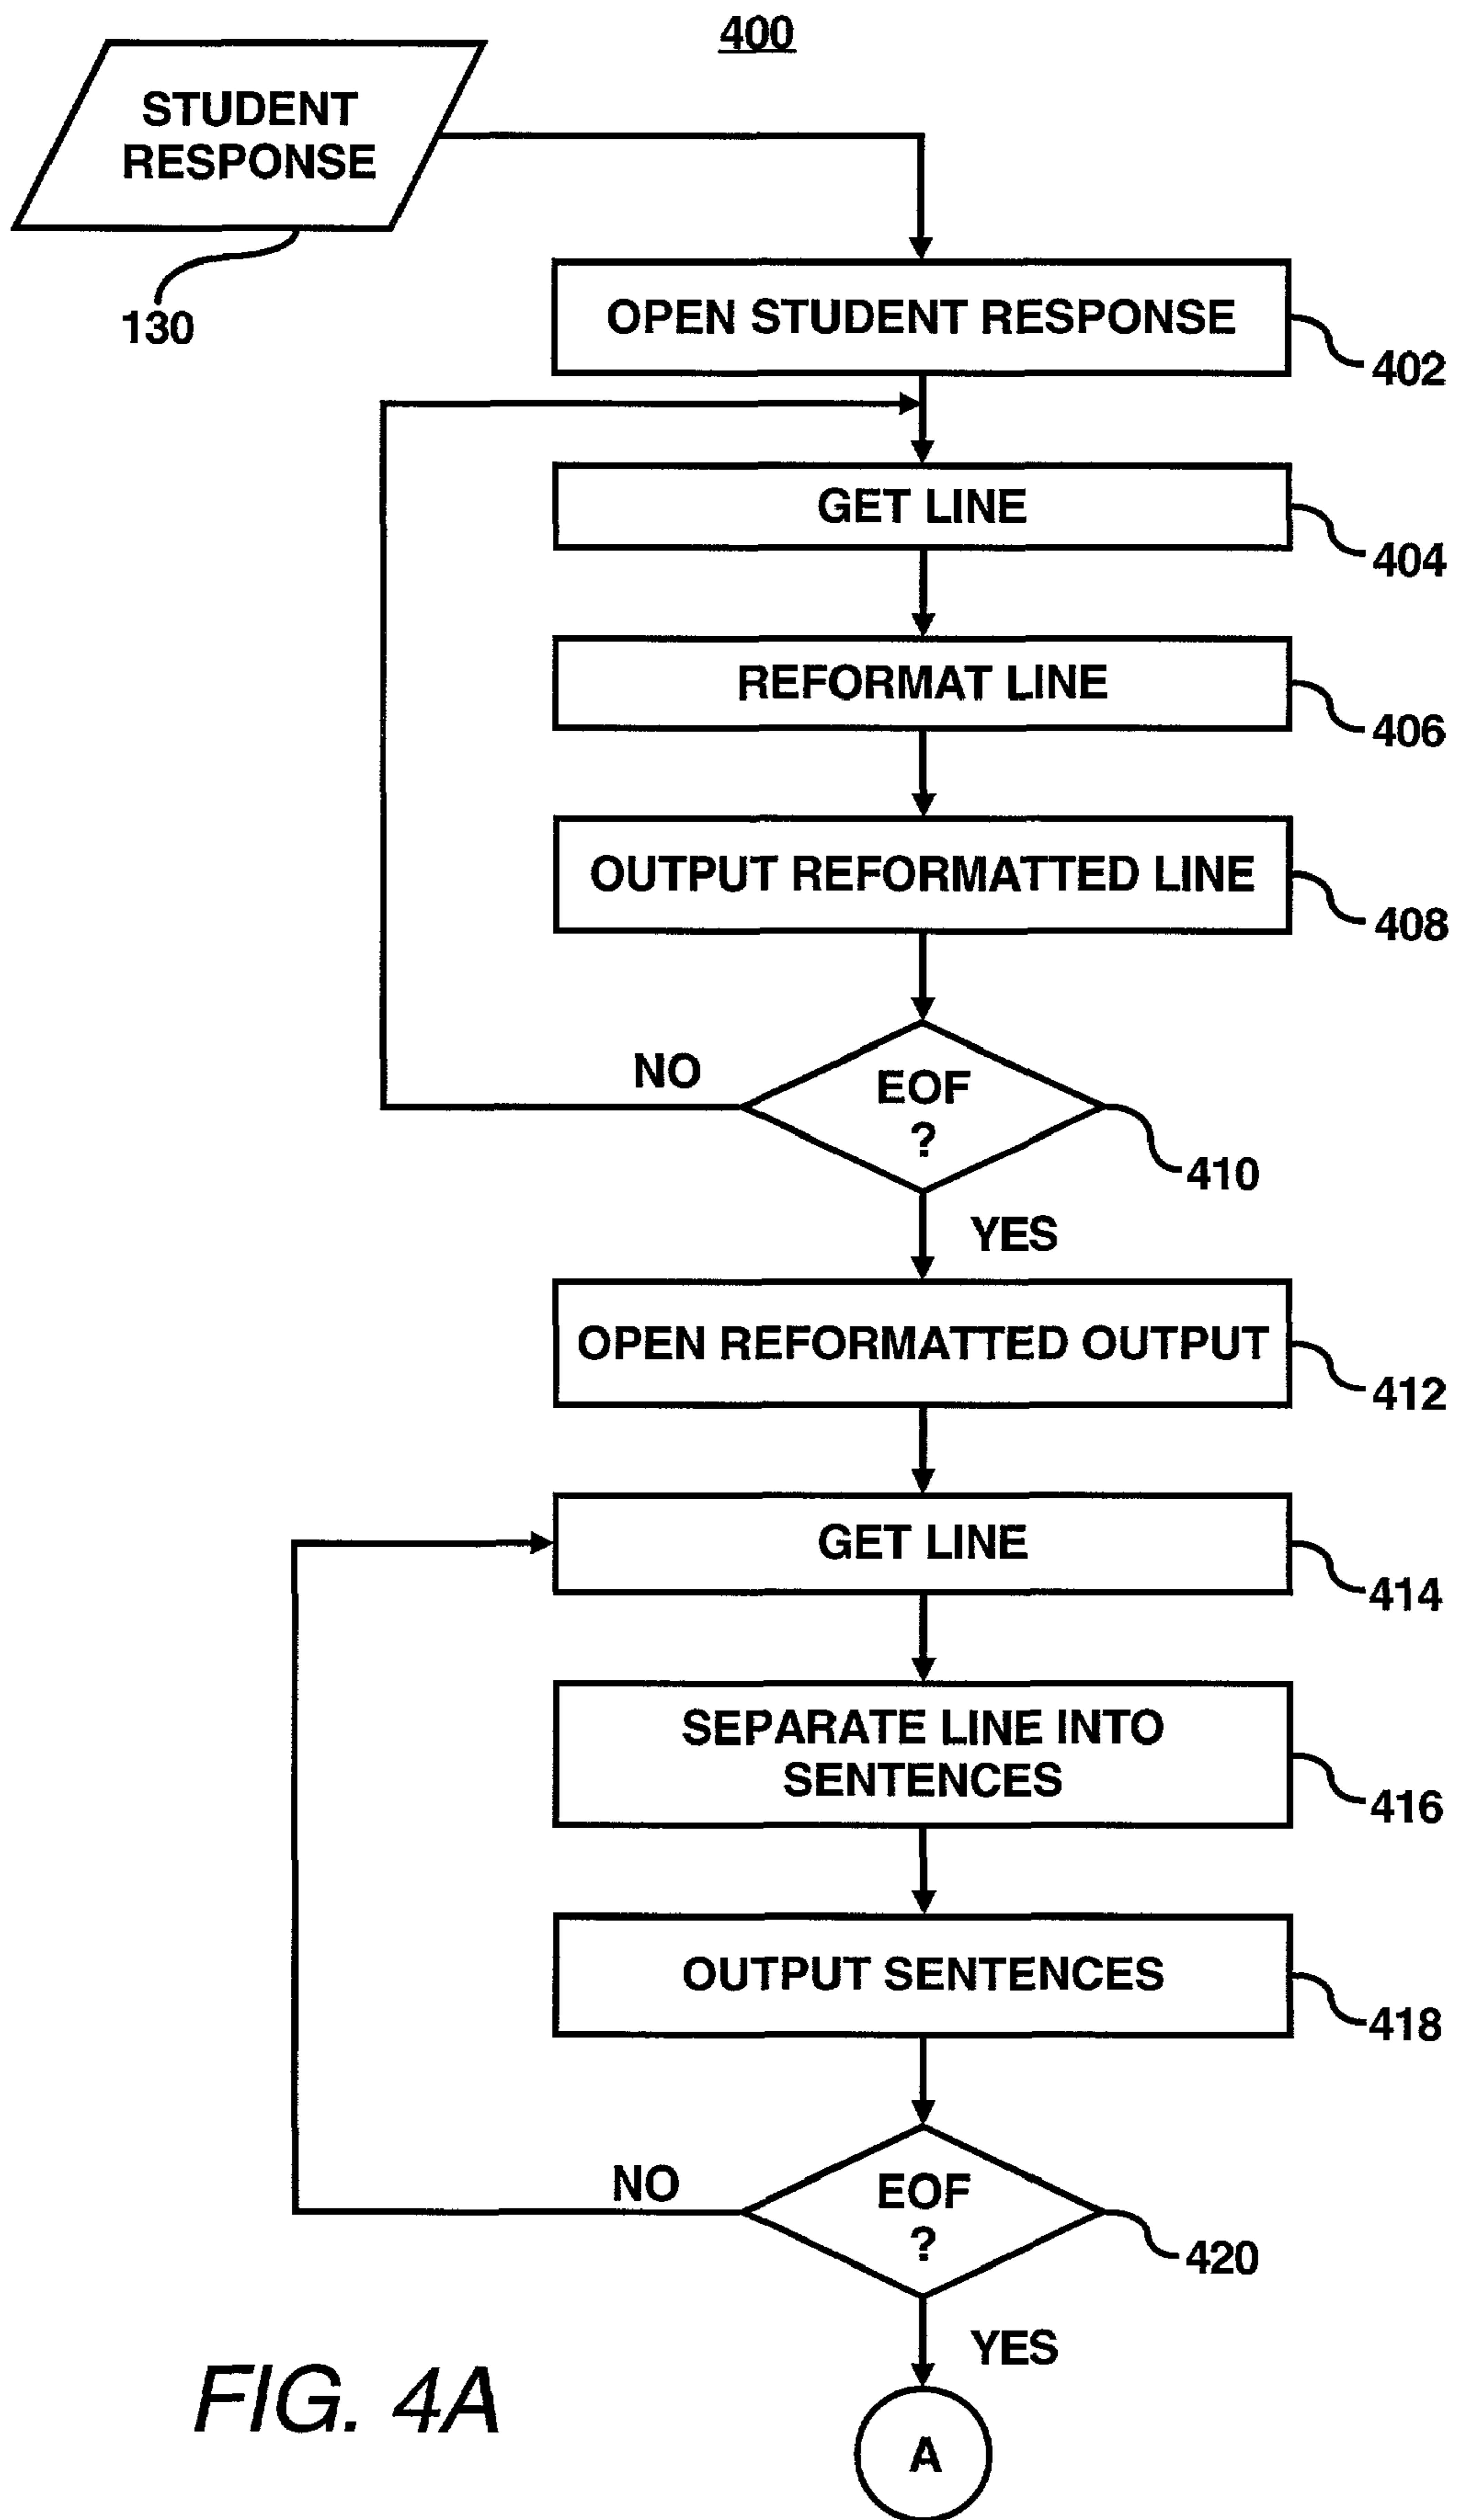 400
STUDENT
RESPONSE
130
OPEN STUDENT RESPONSE
402
GET LINE
404
REFORMAT LINE
406
OUTPUT REFORMATTED LINE
408
NO
EOF
?
410
YES
OPEN REFORMATTED OUTPUT
412
GET LINE
414
SEPARATE LINE INTO
SENTENCES
416
OUTPUT SENTENCES
418
NO
EOF
?
420
YES
FIG. 4A
A